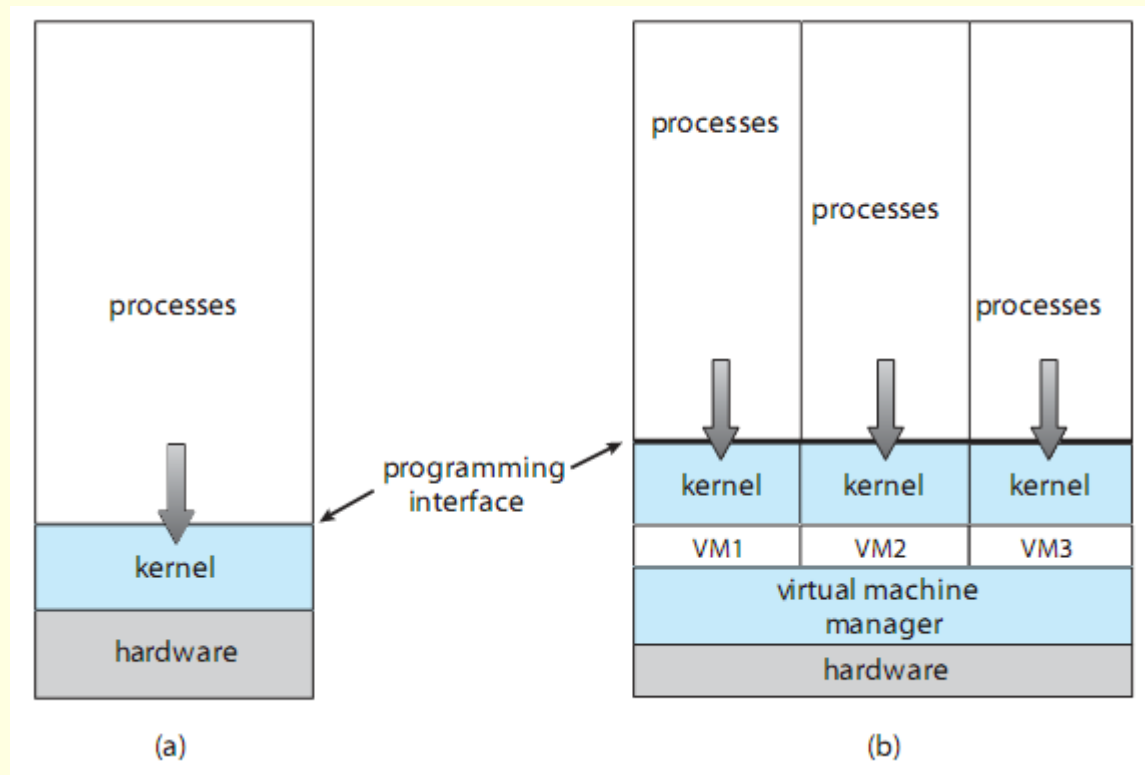 processes
kernel
hardware
(a)
programming
interface
processes
processes
processes
kernel kernel kernel
VM1 VM2 VM3
virtual machine
manager
hardware
(b)